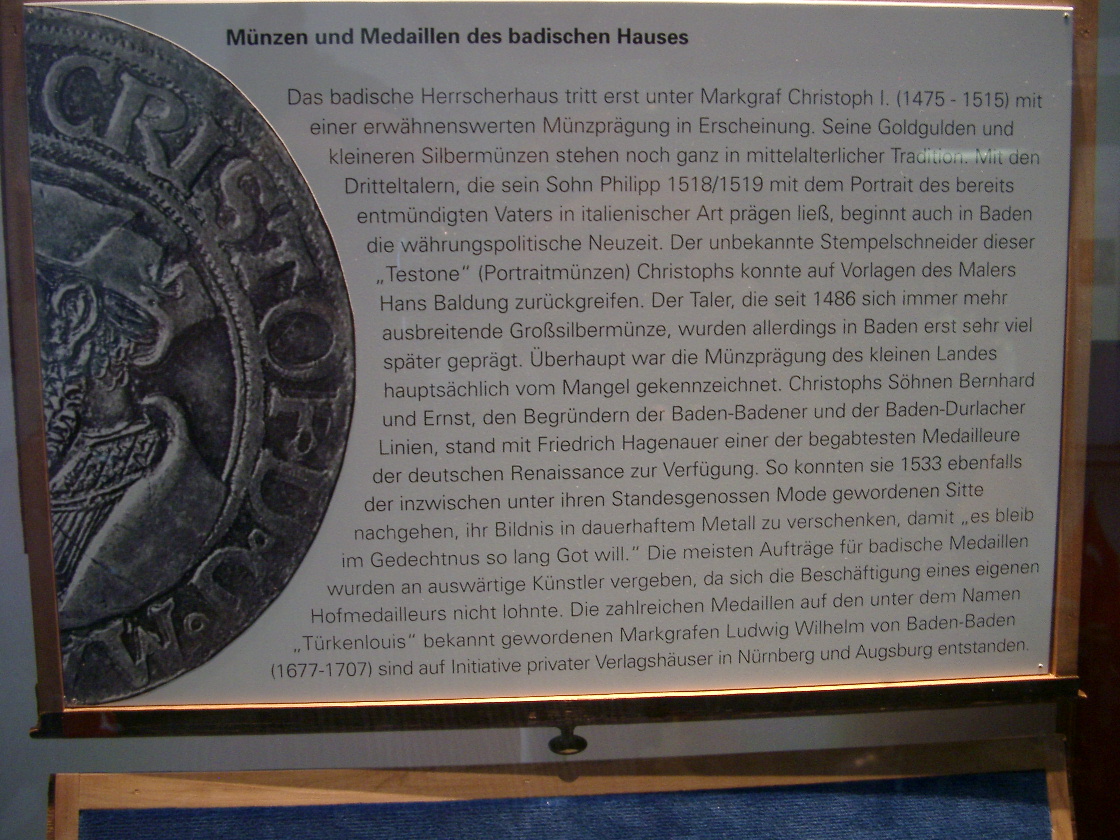 Münzen und Medaillen des badischen Hauses
Das badische Herrscherhaus tritt erst unter Markgraf Christoph I. (1475 - 1515) mit
einer erwähnenswerten Münzprägung in Erscheinung. Seine Goldgulden und
kleineren Silbermünzen stehen noch ganz in mittelalterlicher Tradition. Mit den
Dritteltalern, die sein Sohn Philipp 1518/1519 mit dem Portrait des bereits
entmündigten Vaters in italienischer Art prägen ließ, beginnt auch in Baden
die währungspolitische Neuzeit. Der unbekannte Stempelschneider dieser
„Testone“ (Portraitmünzen) Christophs konnte auf Vorlagen des Malers
Hans Baldung zurückgreifen. Der Taler, die seit 1486 sich immer mehr
ausbreitende Großsilbermünze, wurden allerdings in Baden erst sehr viel
später geprägt. Überhaupt war die Münzprägung des kleinen Landes
hauptsächlich vom Mangel gekennzeichnet. Christophs Söhnen Bernhard
und Ernst, den Begründern der Baden-Badener und der Baden-Durlacher
Linien, stand mit Friedrich Hagenauer einer der begabtesten Medailleure
der deutschen Renaissance zur Verfügung. So konnten sie 1533 ebenfalls
der inzwischen unter ihren Standesgenossen Mode gewordenen Sitte
nachgehen, ihr Bildnis in dauerhaftem Metall zu verschenken, damit „es bleib
im Gedechtnus so lang Got will.“ Die meisten Aufträge für badische Medaillen
wurden an auswärtige Künstler vergeben, da sich die Beschäftigung eines eigenen
Hofmedailleurs nicht lohnte. Die zahlreichen Medaillen auf den unter dem Namen
„Türkenlouis“ bekannt gewordenen Markgrafen Ludwig Wilhelm von Baden-Baden
(1677-1707) sind auf Initiative privater Verlagshäuser in Nürnberg und Augsburg entstanden.
CRISTOF